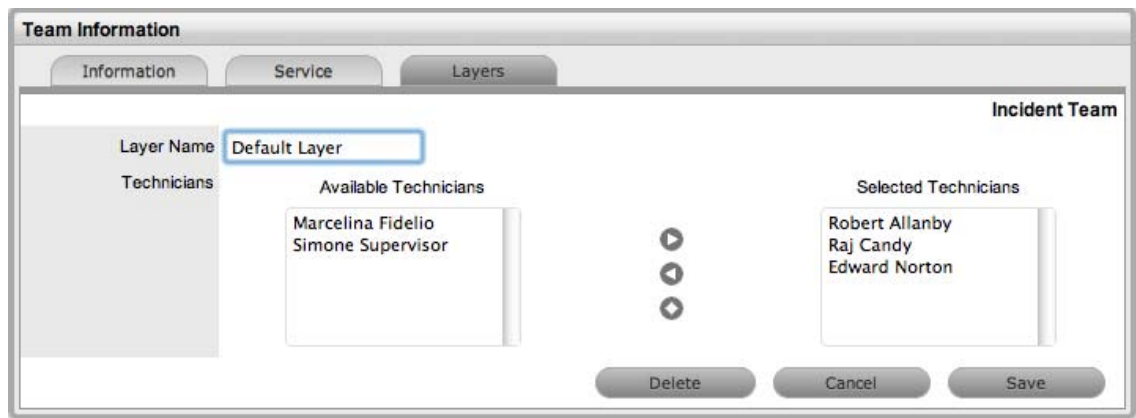 Team Information
Information Service Layers
Incident Team
Layer Name Default Layer
Technicians Available Technicians Selected Technicians
Marcelina Fidelio Robert Allanby
Simone Supervisor Raj Candy
Edward Norton
Delete Cancel Save